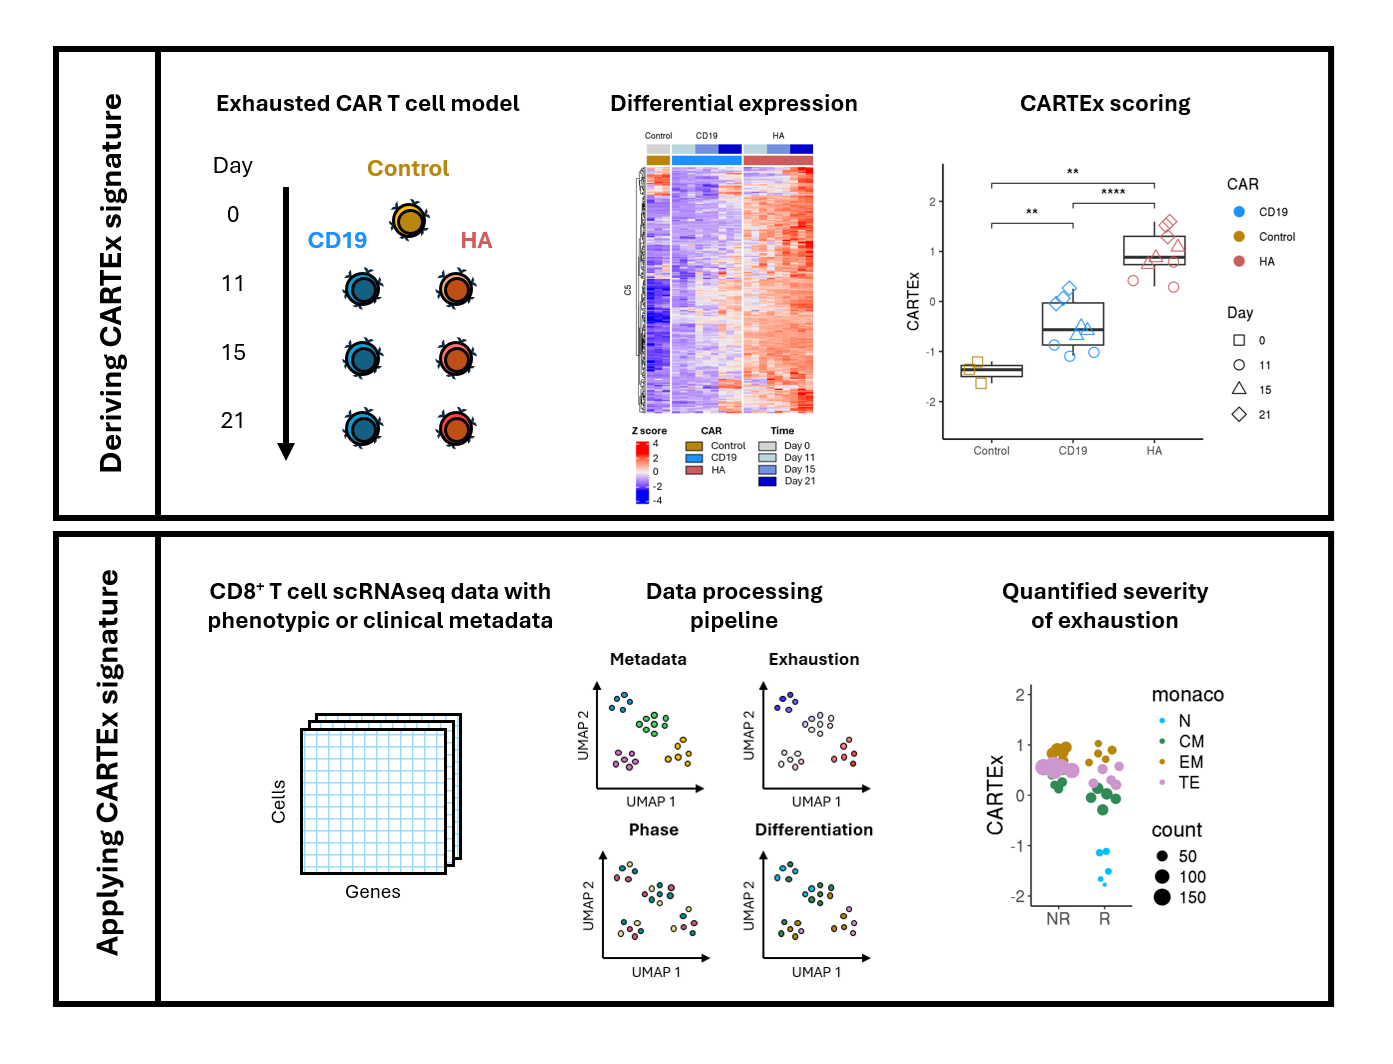 Deriving CARTEx signature
Exhausted CAR T cell model
Day
0
11
15
21
Control
CD19
HA
Differential expression
Control CD19 HA
C5
Z score
4
2
0
-2
-4
CAR
Control
CD19
HA
Time
Day 0
Day 11
Day 15
Day 21
CARTEx scoring
CARTEx
2
1
0
-1
-2
**
****
**
Control CD19 HA
CAR
CD19
Control
HA
Day
0
11
15
21
Applying CARTEx signature
CD8+ T cell scRNAseq data with
phenotypic or clinical metadata
Cells
Genes
Data processing
pipeline
Metadata
UMAP 2
UMAP 1
Exhaustion
UMAP 2
UMAP 1
Phase
UMAP 2
UMAP 1
Differentiation
UMAP 2
UMAP 1
Quantified severity
of exhaustion
CARTEx
2
1
0
-1
-2
NR R
monaco
N
CM
EM
TE
count
50
100
150